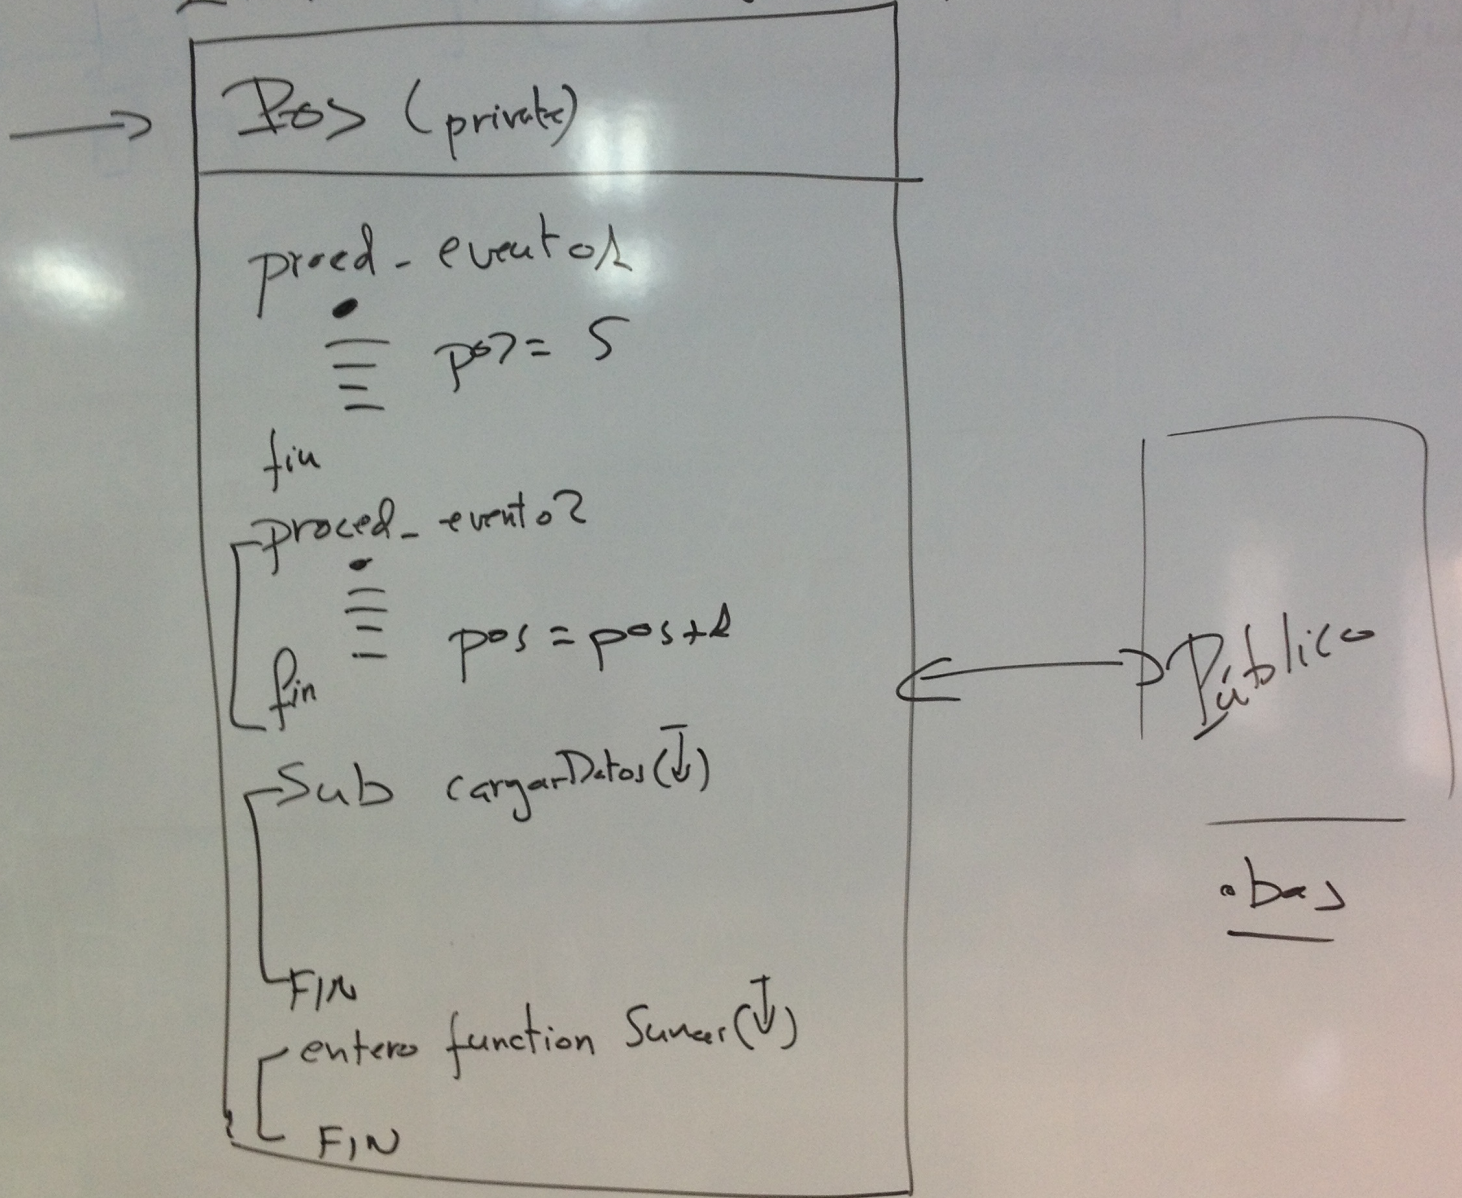 Pos (private)
proced_evento1
pos = 5
fin
proced_evento2
pos = pos+1
fin
Sub cargarDatos(↓)
FIN
entero function Sumar(↓)
FIN
Público
.bas